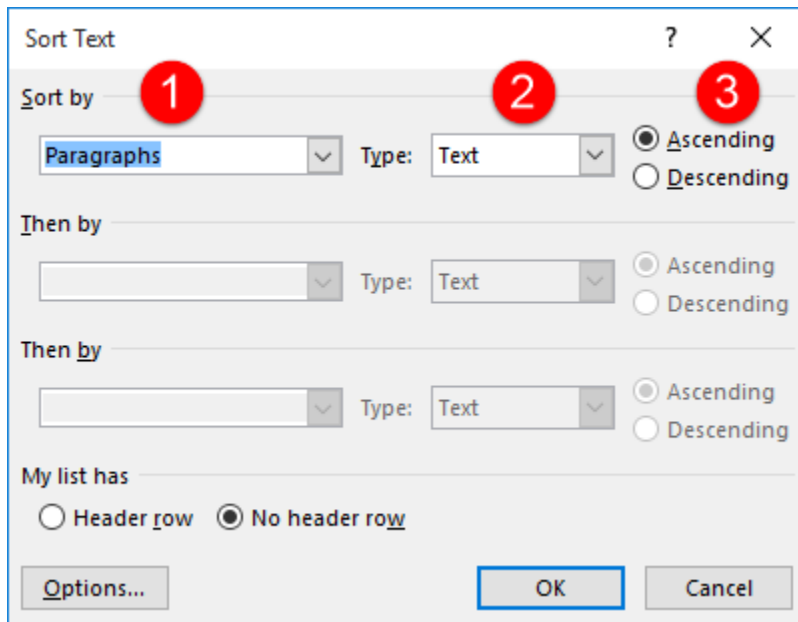 Sort Text ? ×
Sort by 1 2 3
Paragraphs Type: Text Ascending
Descending
Then by
Type: Text Ascending
Descending
Then by
Type: Text Ascending
Descending
My list has
Header row No header row
Options... OK Cancel